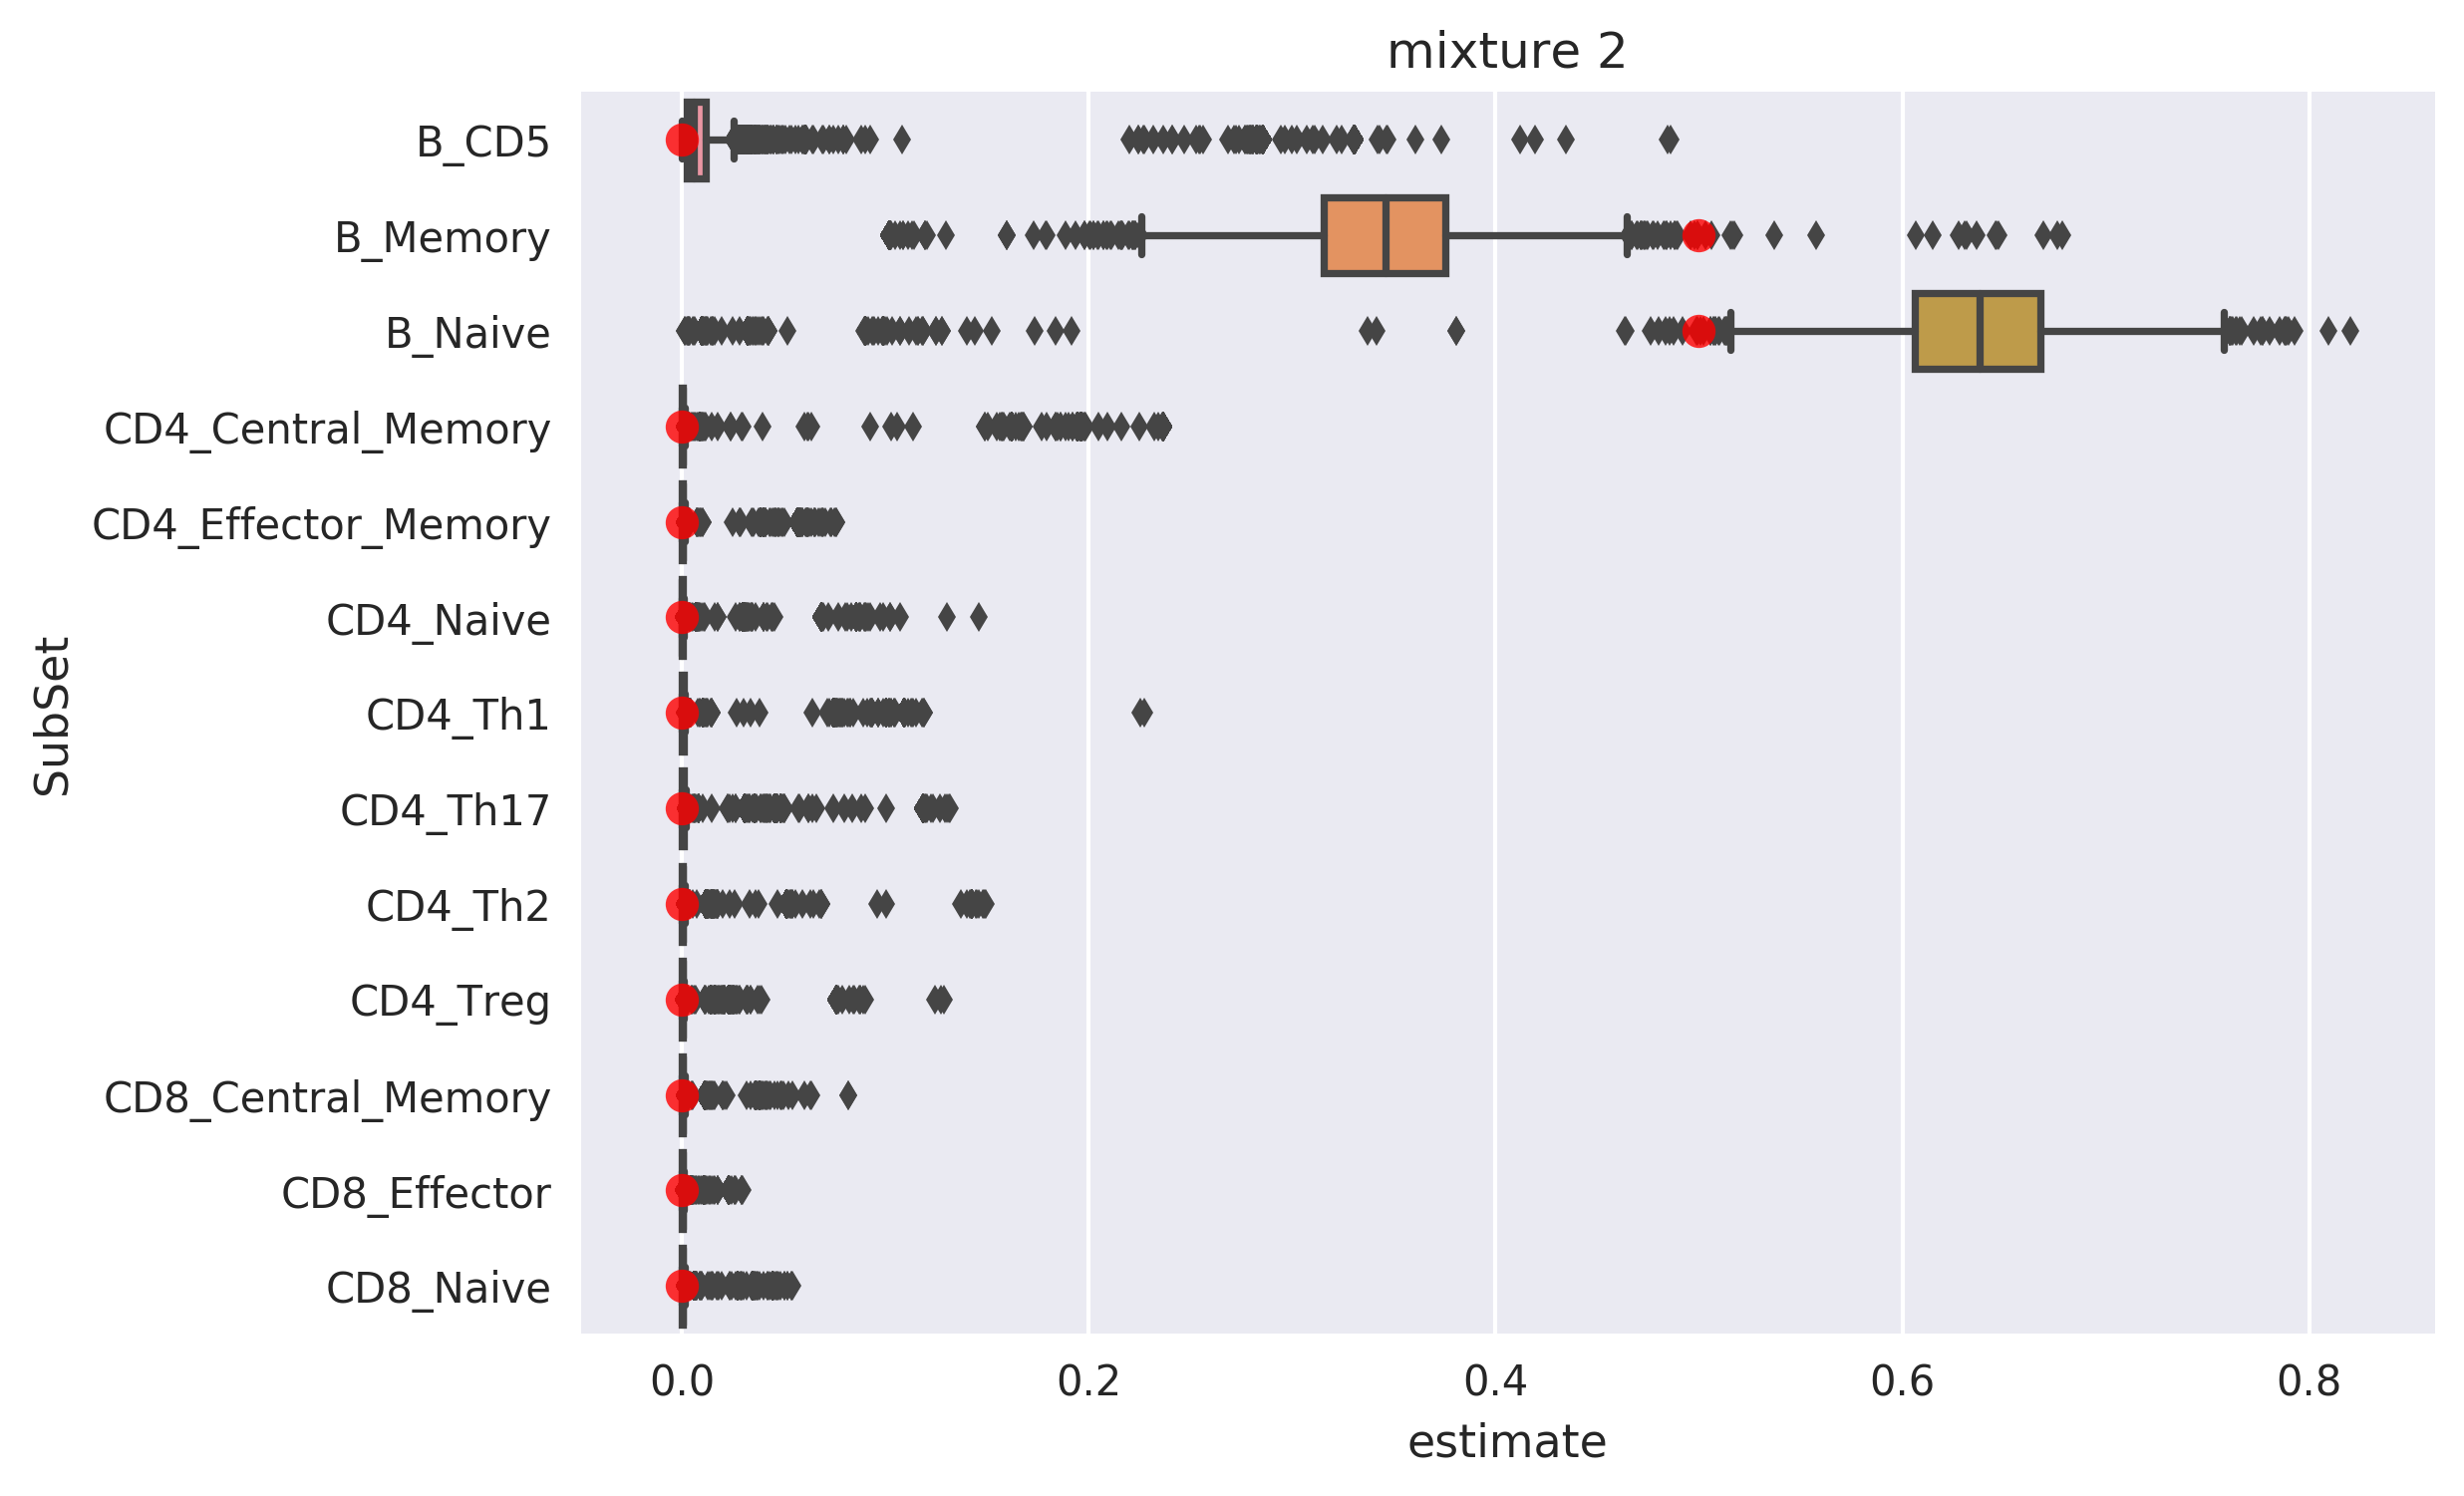 mixture 2
B_CD5
B_Memory
B_Naive
CD4_Central_Memory
CD4_Effector_Memory
CD4_Naive
CD4_Th1
CD4_Th17
CD4_Th2
CD4_Treg
CD8_Central_Memory
CD8_Effector
CD8_Naive
SubSet
0.0 0.2 0.4 0.6 0.8
estimate